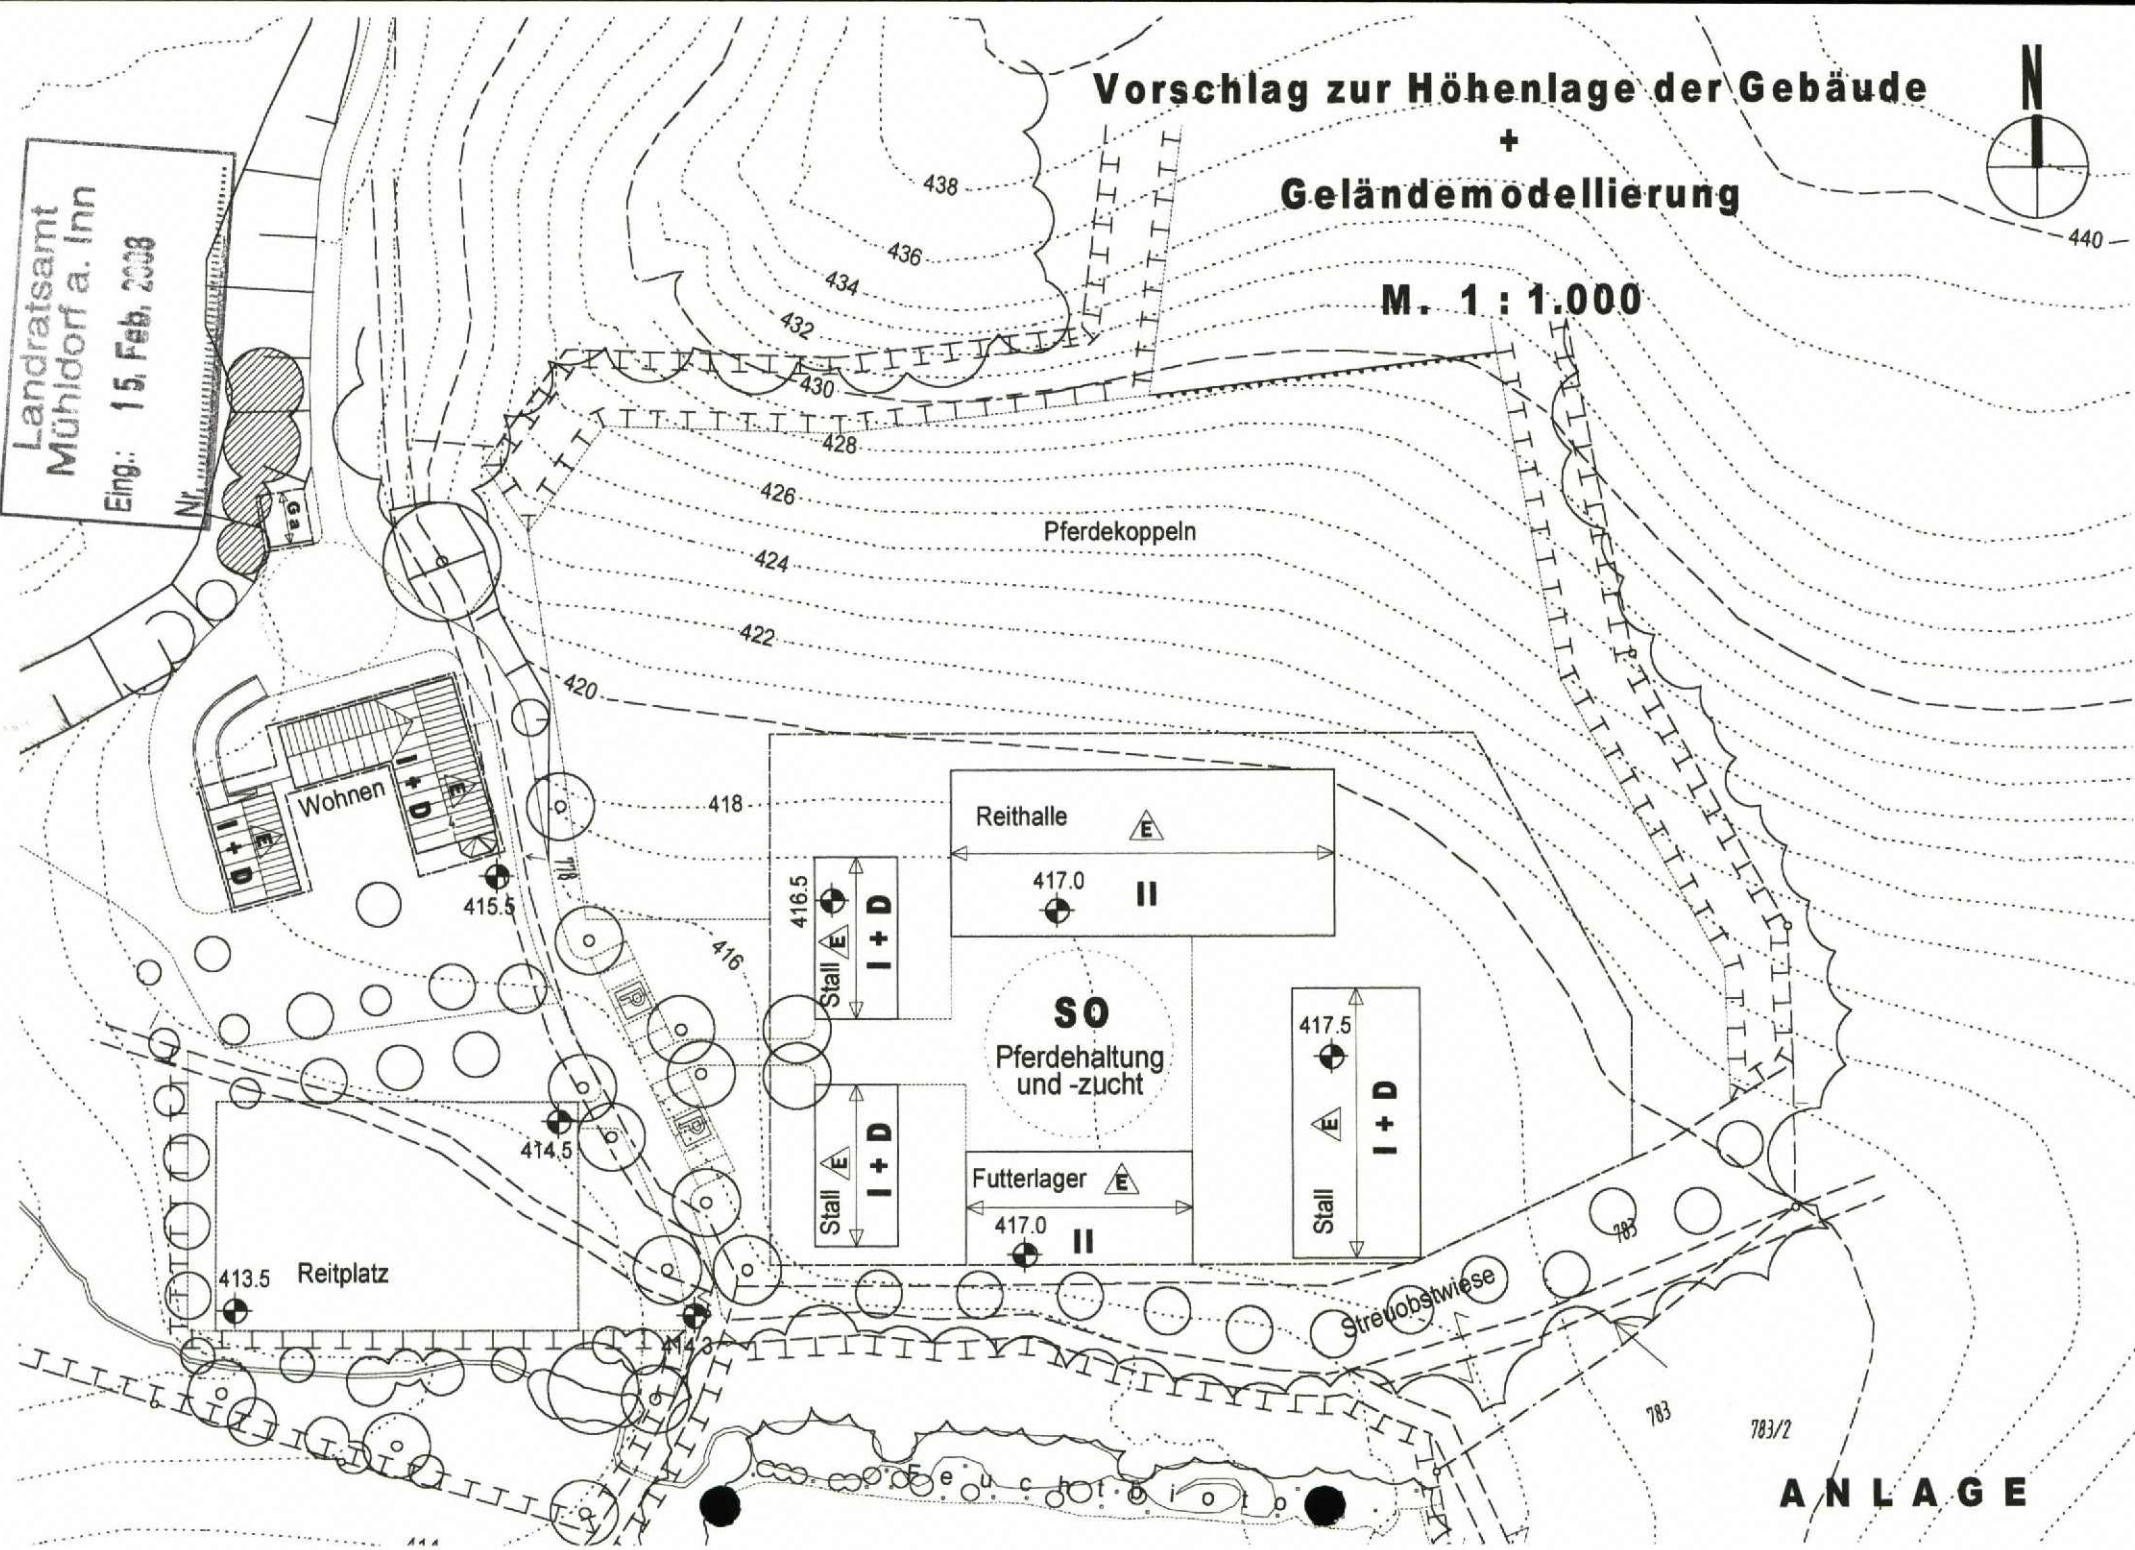 Vorschlag zur Höhenlage der Gebäude
+
Geländemodellierung
M. 1 : 1.000
N
Landratsamt
Mühldorf a. Inn
Eing.: 15. Feb. 2008
Nr.
440
438
436
434
432
430
428
426
424
422
420
418
416
Pferdekoppeln
Ga
Wohnen
I + D
E
I + D
E
415.5
778
P
P
Reithalle
E
417.0
II
416.5
Stall
E
I + D
SO
Pferdehaltung
und -zucht
417.5
E
I + D
Stall
Stall
E
I + D
Futterlager
E
417.0
II
414.5
413.5
Reitplatz
414.3
Streuobstwiese
783
783
783/2
Feuchtbioto
414
ANLAGE